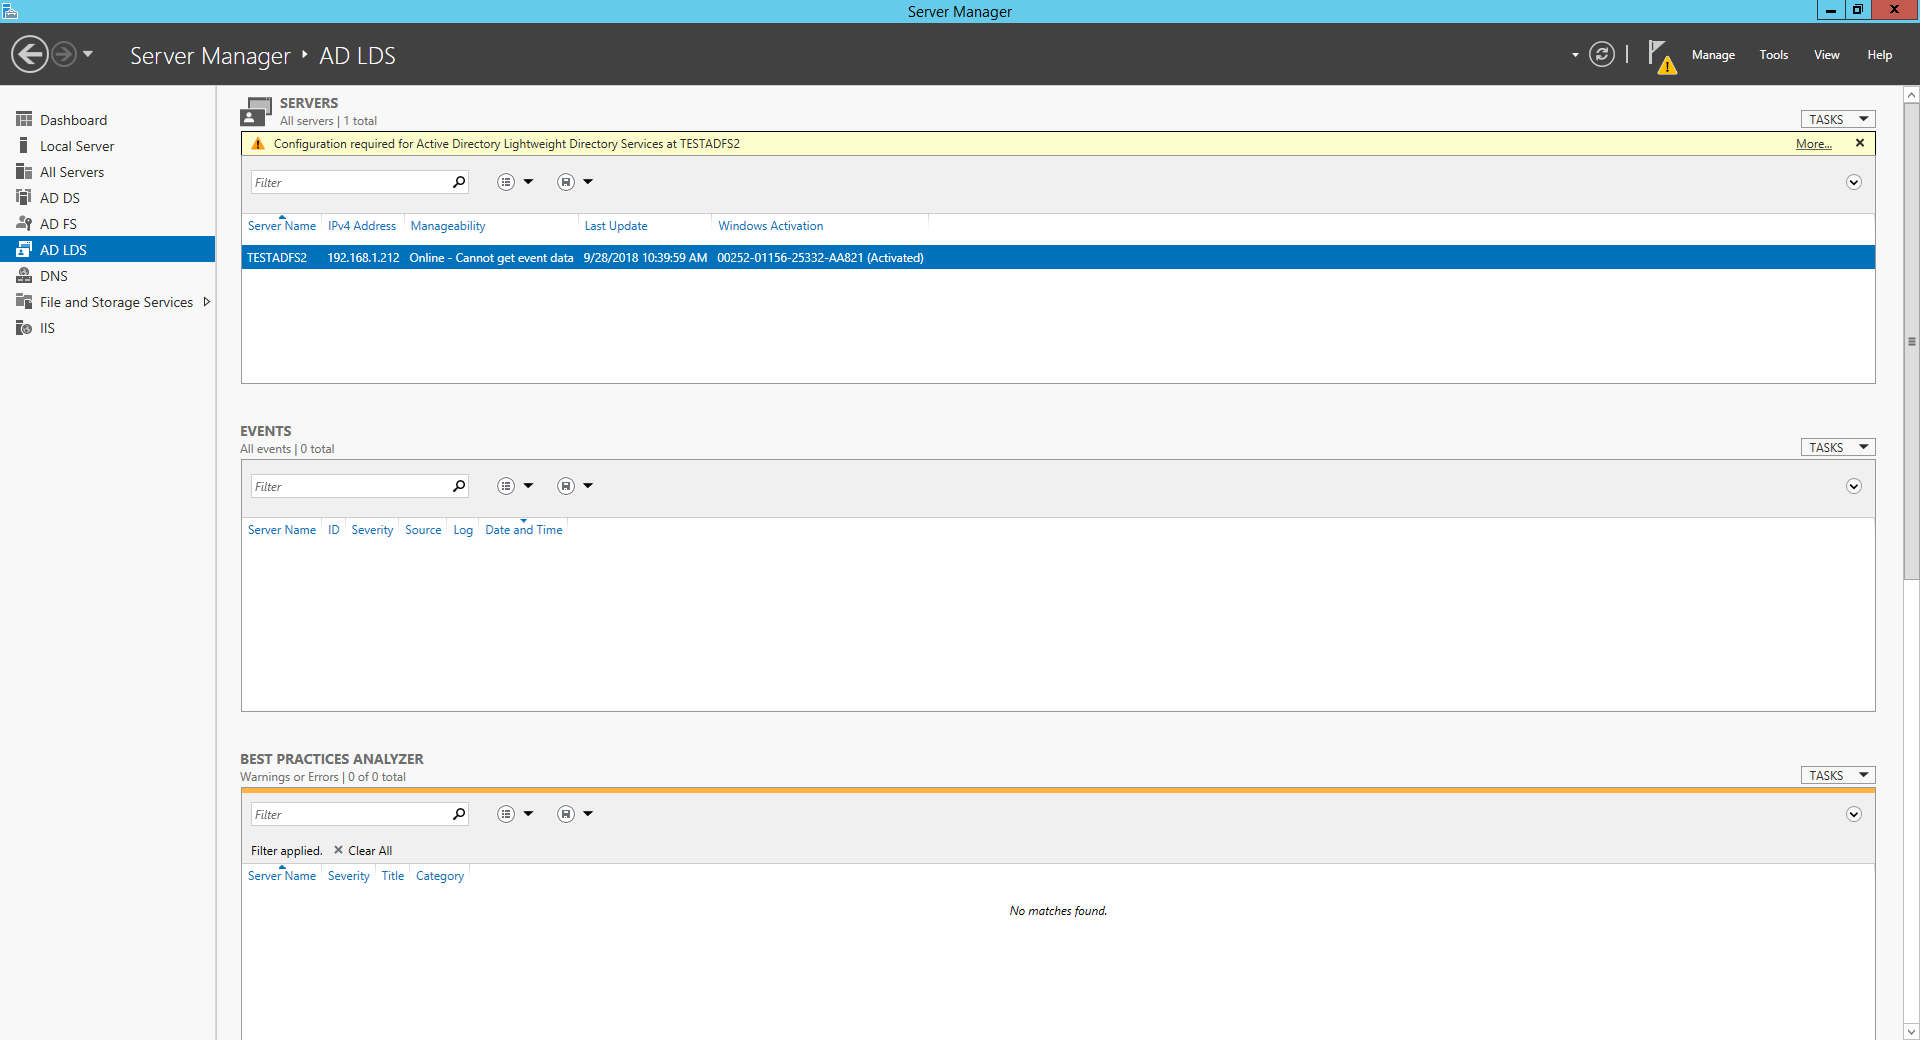 Server Manager
Server Manager ‣ AD LDS
Manage Tools View Help
Dashboard
Local Server
All Servers
AD DS
AD FS
AD LDS
DNS
File and Storage Services
IIS
SERVERS
All servers | 1 total
TASKS
Configuration required for Active Directory Lightweight Directory Services at TESTADFS2 More...
Filter
Server Name IPv4 Address Manageability Last Update Windows Activation
TESTADFS2 192.168.1.212 Online - Cannot get event data 9/28/2018 10:39:59 AM 00252-01156-25332-AA821 (Activated)
EVENTS
All events | 0 total
TASKS
Filter
Server Name ID Severity Source Log Date and Time
BEST PRACTICES ANALYZER
Warnings or Errors | 0 of 0 total
TASKS
Filter
Filter applied. Clear All
Server Name Severity Title Category
No matches found.